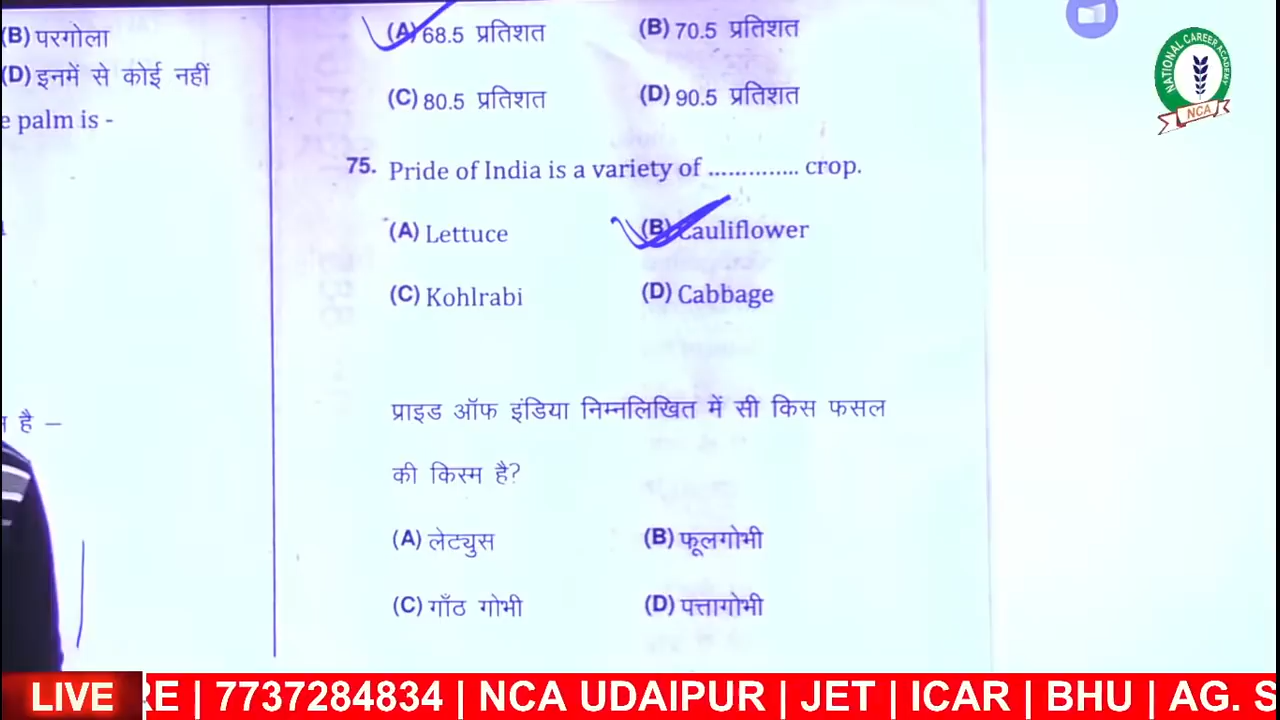 (B) परगोला
(D) इनमें से कोई नहीं
e palm is -
है –
(A) 68.5 प्रतिशत
(B) 70.5 प्रतिशत
(C) 80.5 प्रतिशत
(D) 90.5 प्रतिशत
75. Pride of India is a variety of .............. crop.
(A) Lettuce
(B) Cauliflower
(C) Kohlrabi
(D) Cabbage
प्राइड ऑफ इंडिया निम्नलिखित में सी किस फसल
की किस्म है?
(A) लेट्युस
(B) फूलगोभी
(C) गाँठ गोभी
(D) पत्तागोभी
NATIONAL CAREER ACADEMY
NCA
LIVE
RE | 7737284834 | NCA UDAIPUR | JET | ICAR | BHU | AG. S